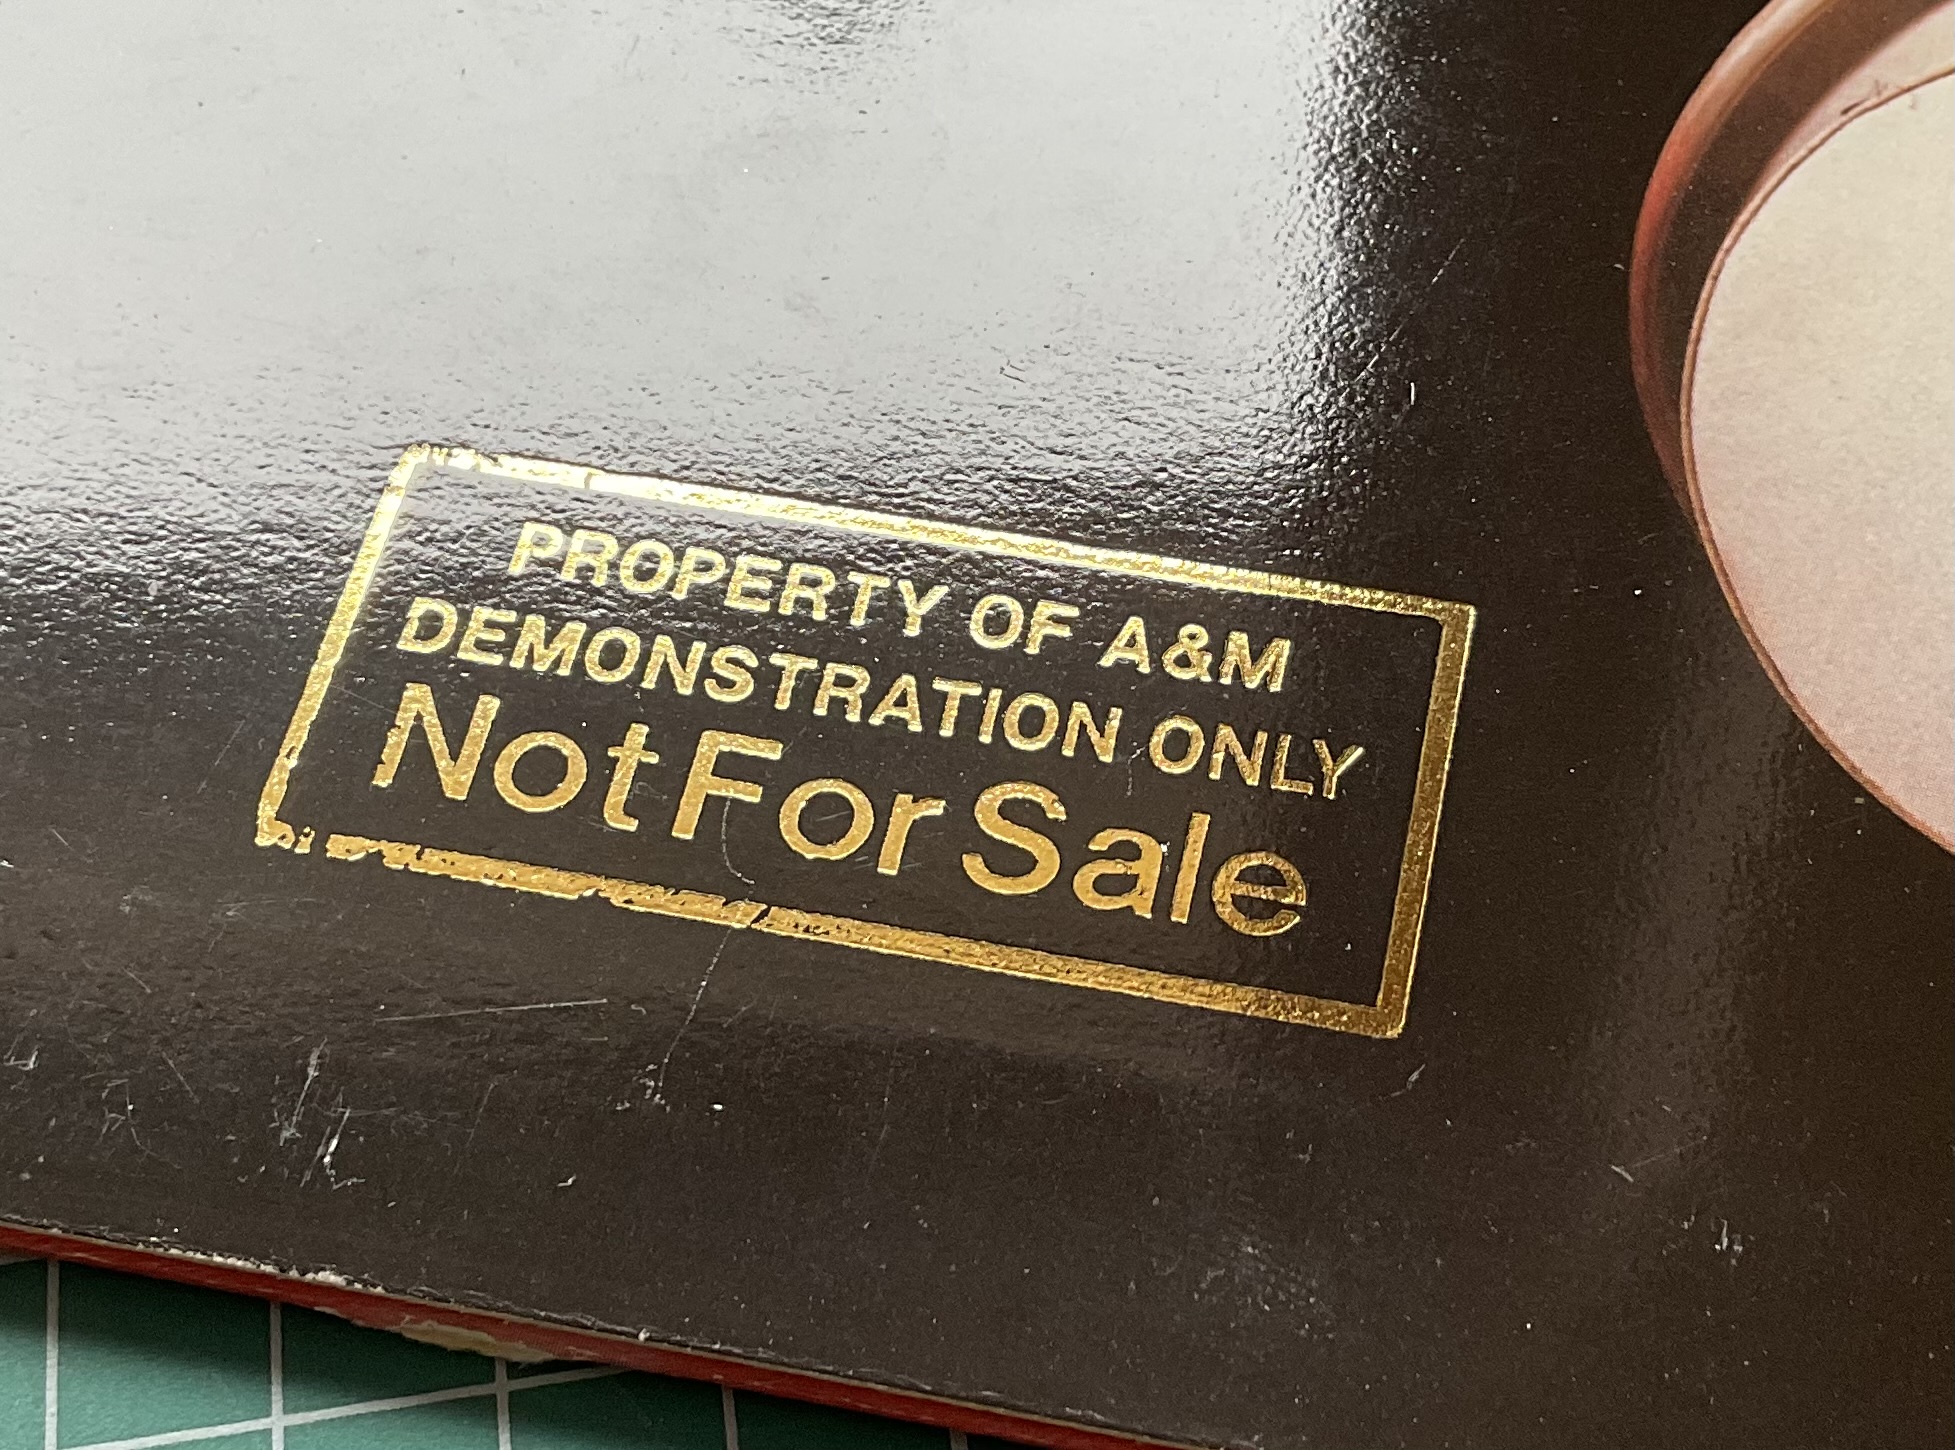 PROPERTY OF A&M
DEMONSTRATION ONLY
Not For Sale